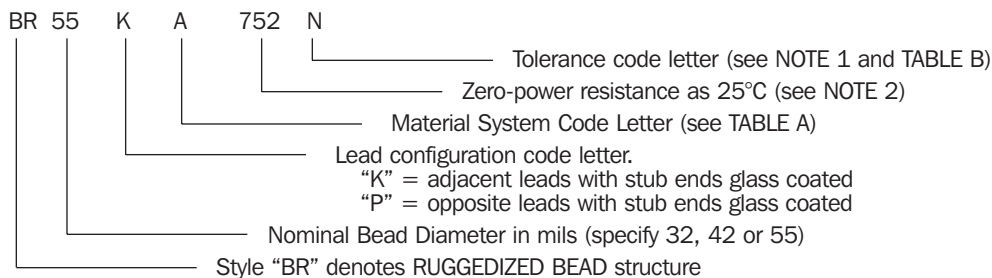 BR 55 K A 752 N
Tolerance code letter (see NOTE 1 and TABLE B)
Zero-power resistance as 25°C (see NOTE 2)
Material System Code Letter (see TABLE A)
Lead configuration code letter.
“K” = adjacent leads with stub ends glass coated
“P” = opposite leads with stub ends glass coated
Nominal Bead Diameter in mils (specify 32, 42 or 55)
Style “BR” denotes RUGGEDIZED BEAD structure